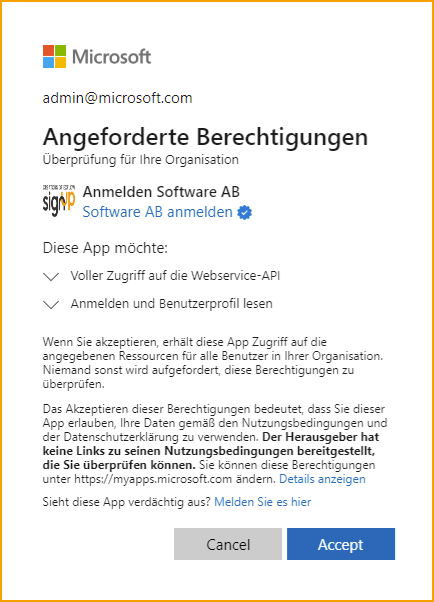 Microsoft
admin@microsoft.com
Angeforderte Berechtigungen
Überprüfung für Ihre Organisation
signup
Anmelden Software AB
Software AB anmelden
Diese App möchte:
Voller Zugriff auf die Webservice-API
Anmelden und Benutzerprofil lesen
Wenn Sie akzeptieren, erhält diese App Zugriff auf die
angegebenen Ressourcen für alle Benutzer in Ihrer Organisation.
Niemand sonst wird aufgefordert, diese Berechtigungen zu
überprüfen.
Das Akzeptieren dieser Berechtigungen bedeutet, dass Sie dieser
App erlauben, Ihre Daten gemäß den Nutzungsbedingungen und
der Datenschutzerklärung zu verwenden. Der Herausgeber hat
keine Links zu seinen Nutzungsbedingungen bereitgestellt,
die Sie überprüfen können. Sie können diese Berechtigungen
unter https://myapps.microsoft.com ändern. Details anzeigen
Sieht diese App verdächtig aus? Melden Sie es hier
Cancel
Accept